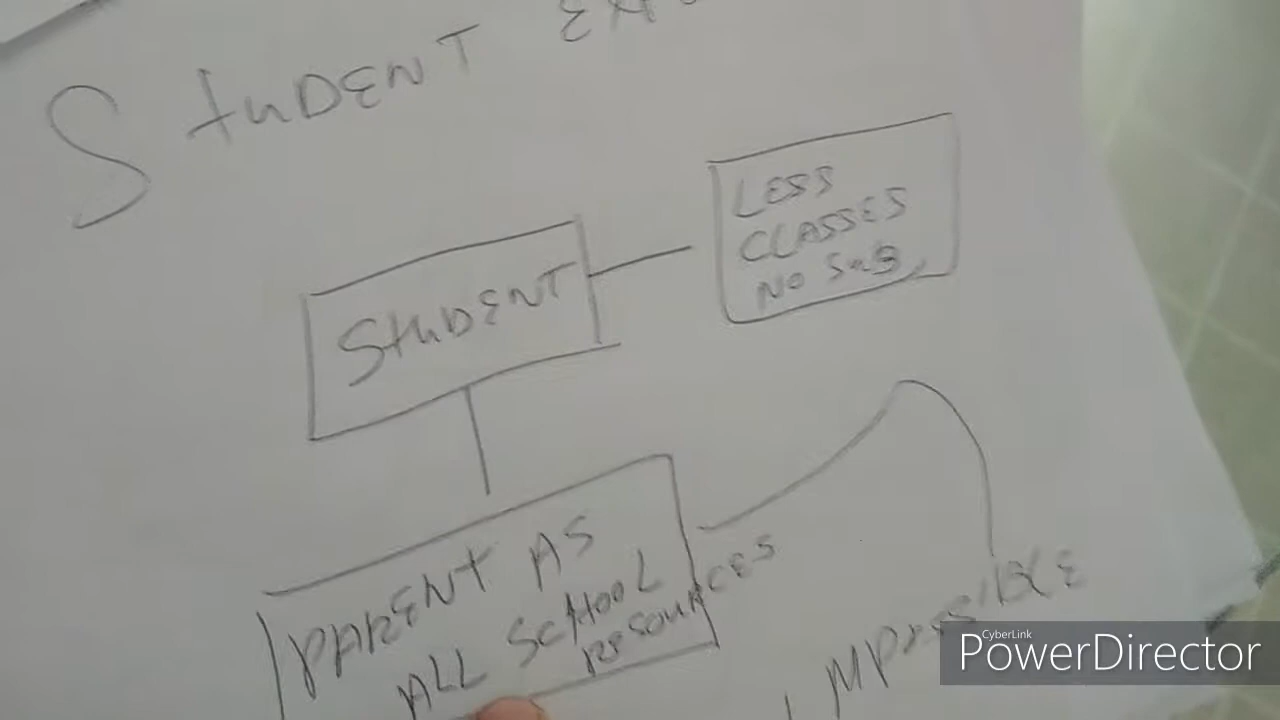 STUDENT
STUDENT
LESS
CLASSES
NO SUB
PARENT AS
ALL SCHOOL
RESOURCES
IMPOSSIBLE
CyberLink
PowerDirector